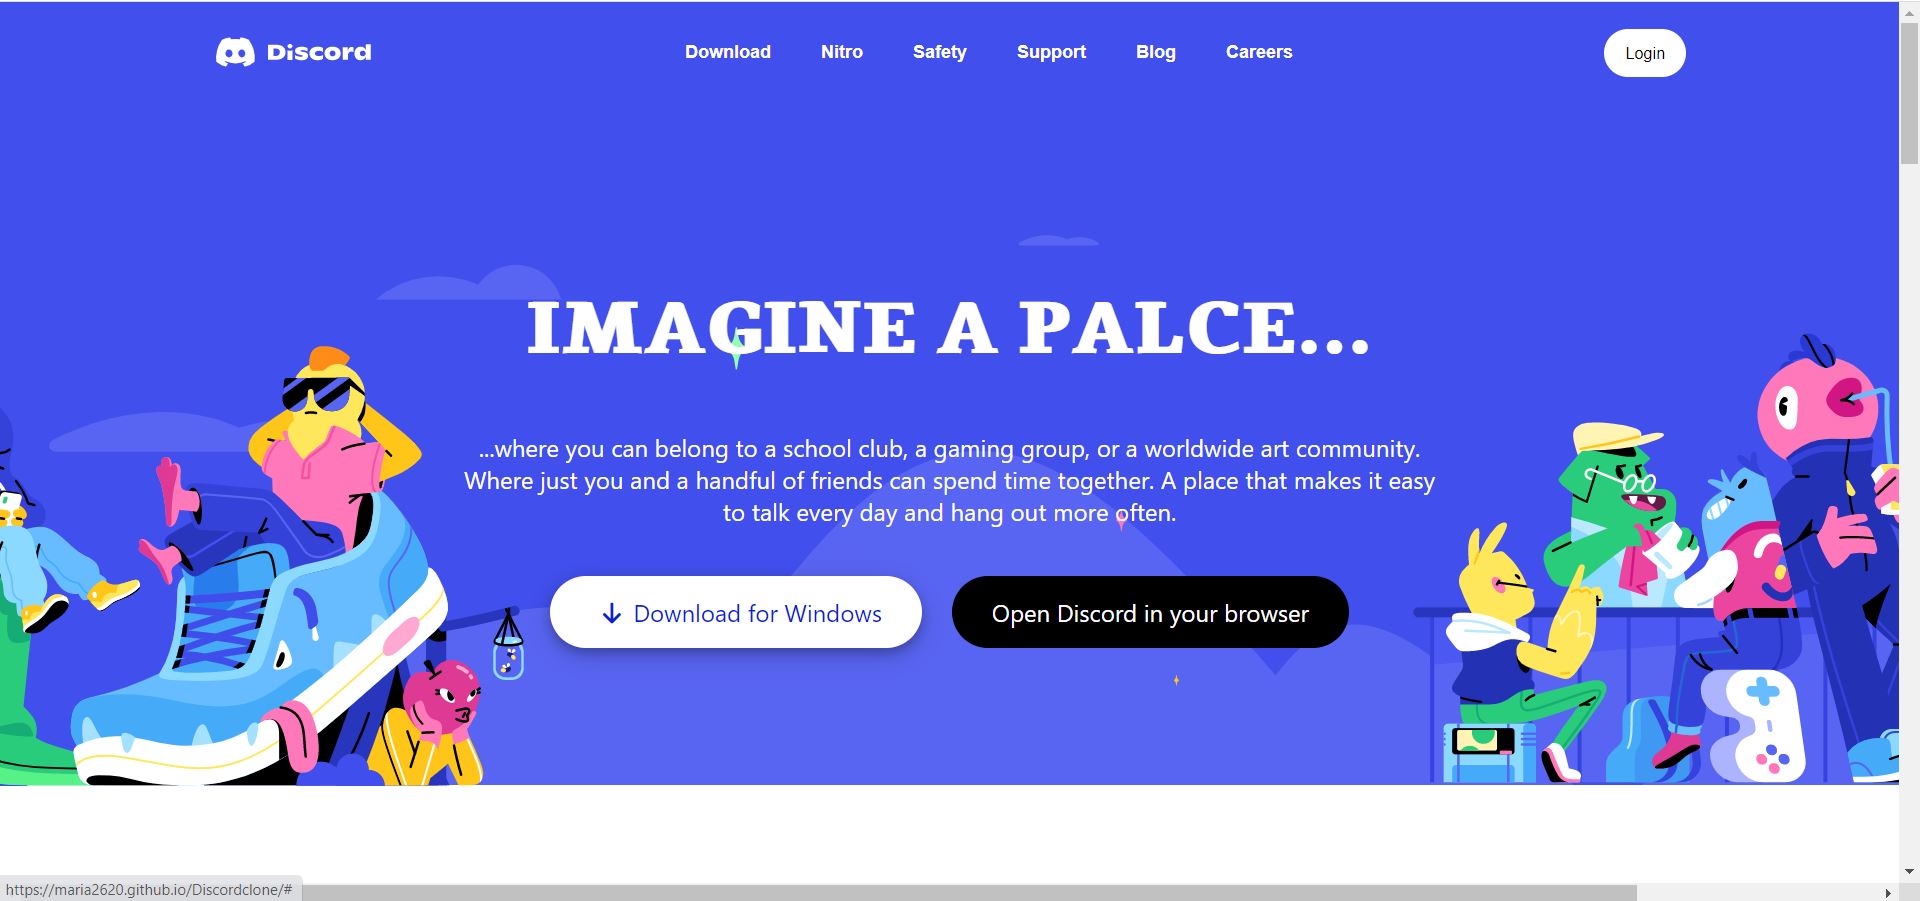 Discord
Download Nitro Safety Support Blog Careers
Login
IMAGINE A PALCE...
...where you can belong to a school club, a gaming group, or a worldwide art community.
Where just you and a handful of friends can spend time together. A place that makes it easy
to talk every day and hang out more often.
Download for Windows
Open Discord in your browser
https://maria2620.github.io/Discordclone/#